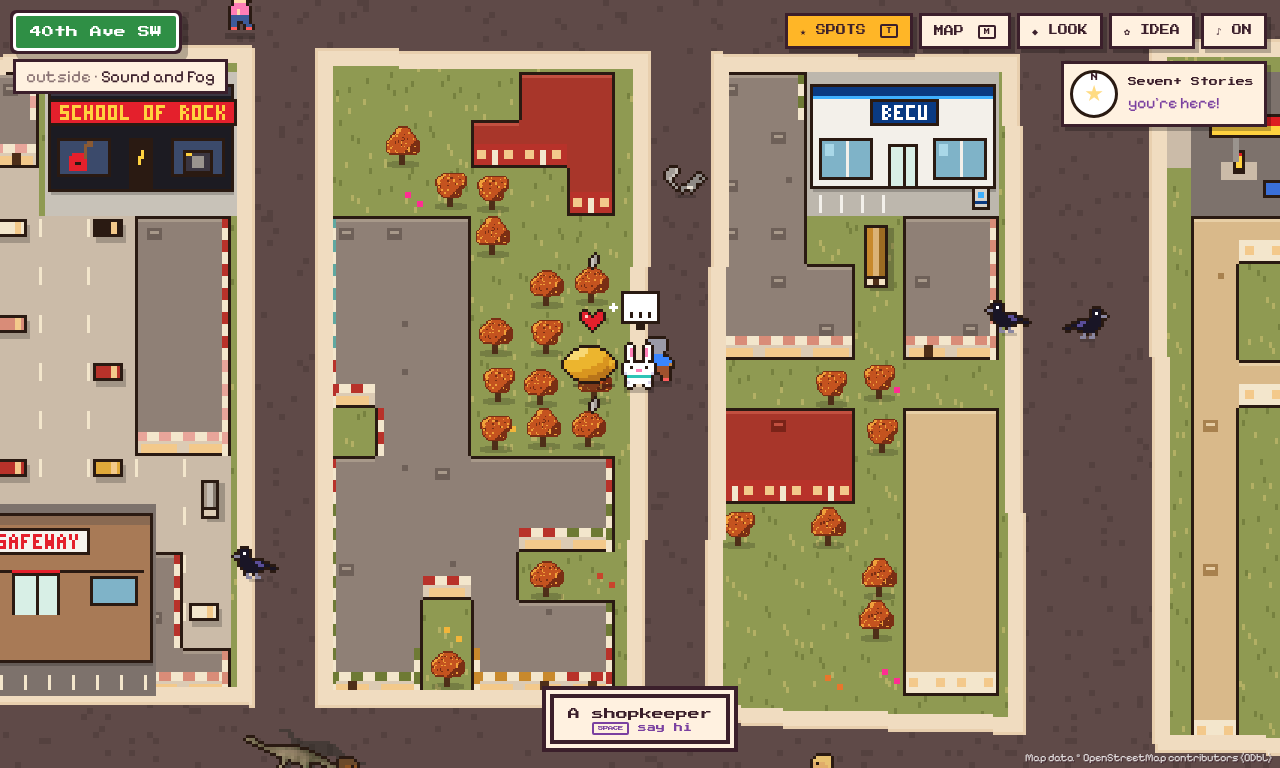 40th Ave SW
outside · Sound and Fog
SPOTS T
MAP M
LOOK
IDEA
ON
N
Seven+ Stories
you're here!
SCHOOL OF ROCK
BECU
SAFEWAY
...
A shopkeeper
SPACE say hi
Map data © OpenStreetMap contributors (ODbL)